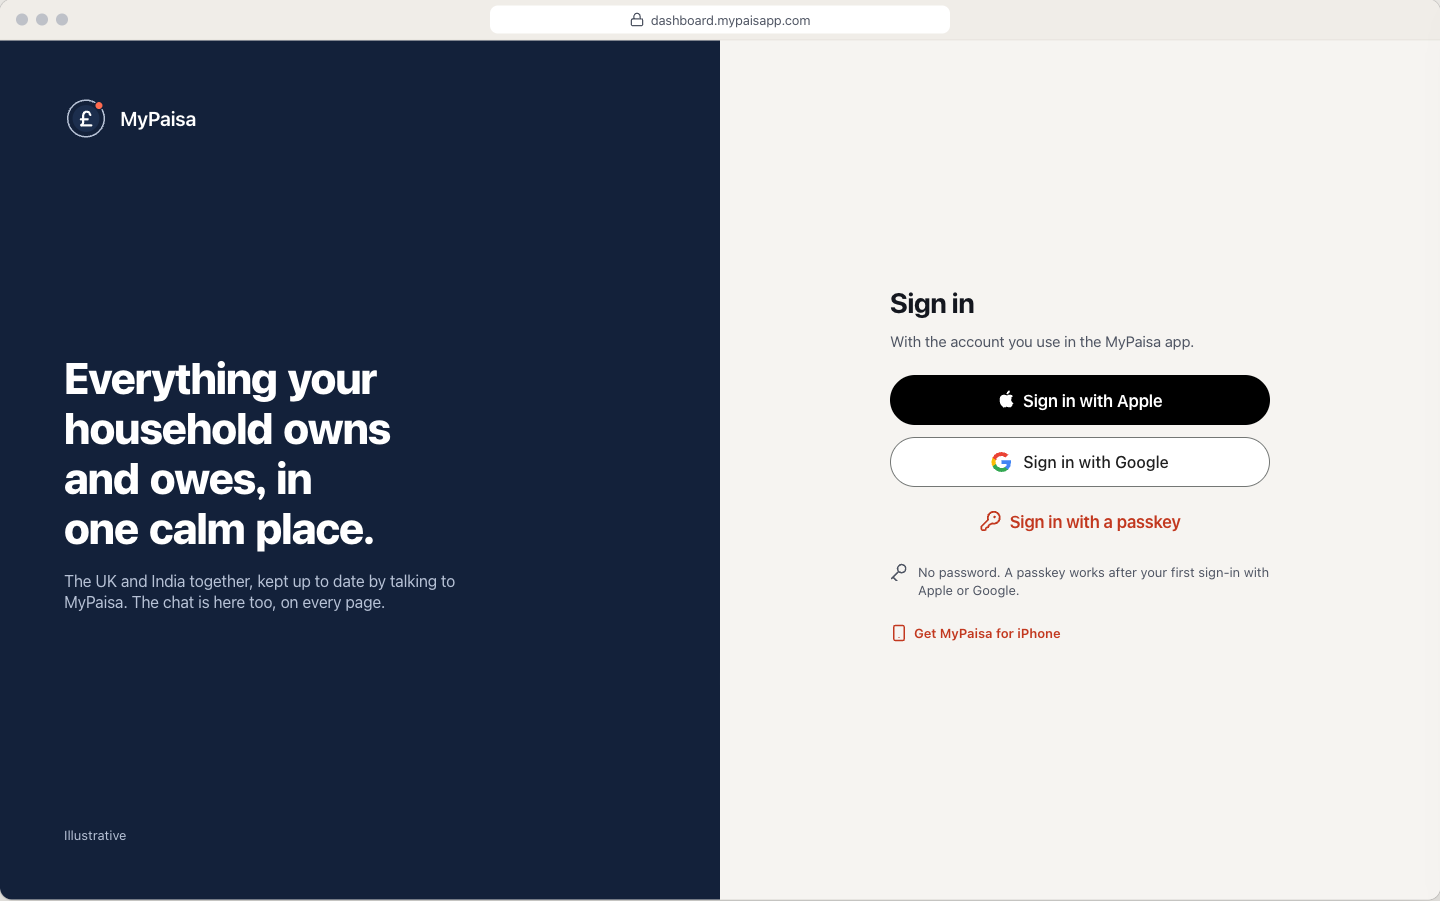 dashboard.mypaisapp.com
£ MyPaisa
Everything your
household owns
and owes, in
one calm place.
The UK and India together, kept up to date by talking to
MyPaisa. The chat is here too, on every page.
Illustrative
Sign in
With the account you use in the MyPaisa app.
Sign in with Apple
Sign in with Google
Sign in with a passkey
No password. A passkey works after your first sign-in with
Apple or Google.
Get MyPaisa for iPhone